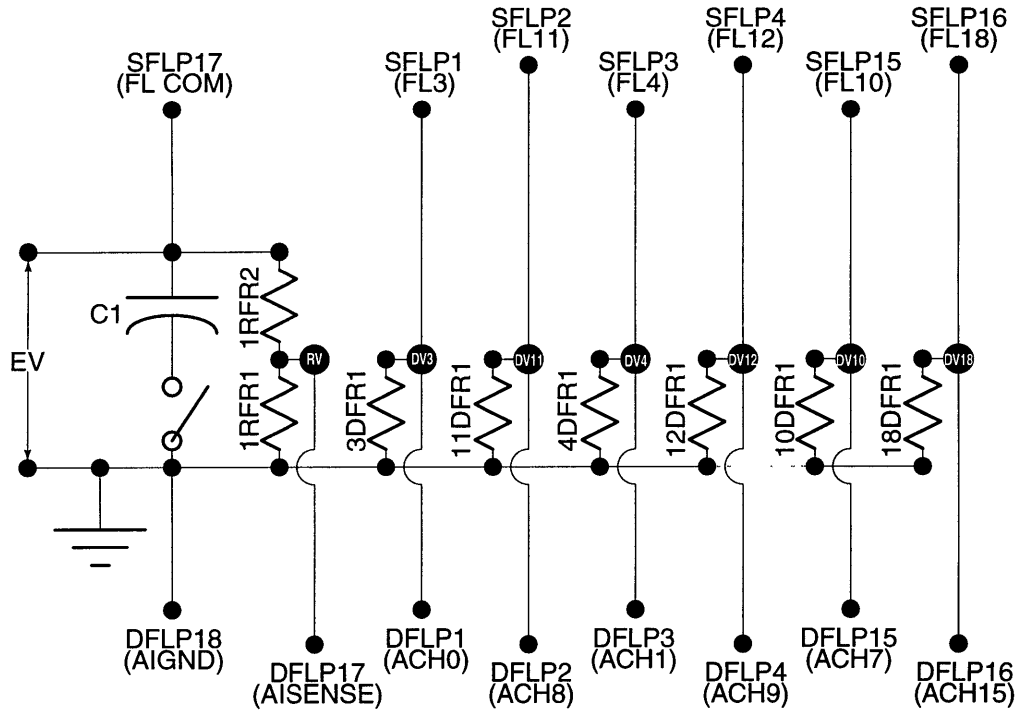 SFLP17
(FL COM)
SFLP1
(FL3)
SFLP2
(FL11)
SFLP3
(FL4)
SFLP4
(FL12)
SFLP15
(FL10)
SFLP16
(FL18)
EV
C1
1RFR2
1RFR1
RV
3DFR1
DV3
11DFR1
DV11
4DFR1
DV4
12DFR1
DV12
10DFR1
DV10
18DFR1
DV18
DFLP18
(AIGND)
DFLP17
(AISENSE)
DFLP1
(ACH0)
DFLP2
(ACH8)
DFLP3
(ACH1)
DFLP4
(ACH9)
DFLP15
(ACH7)
DFLP16
(ACH15)